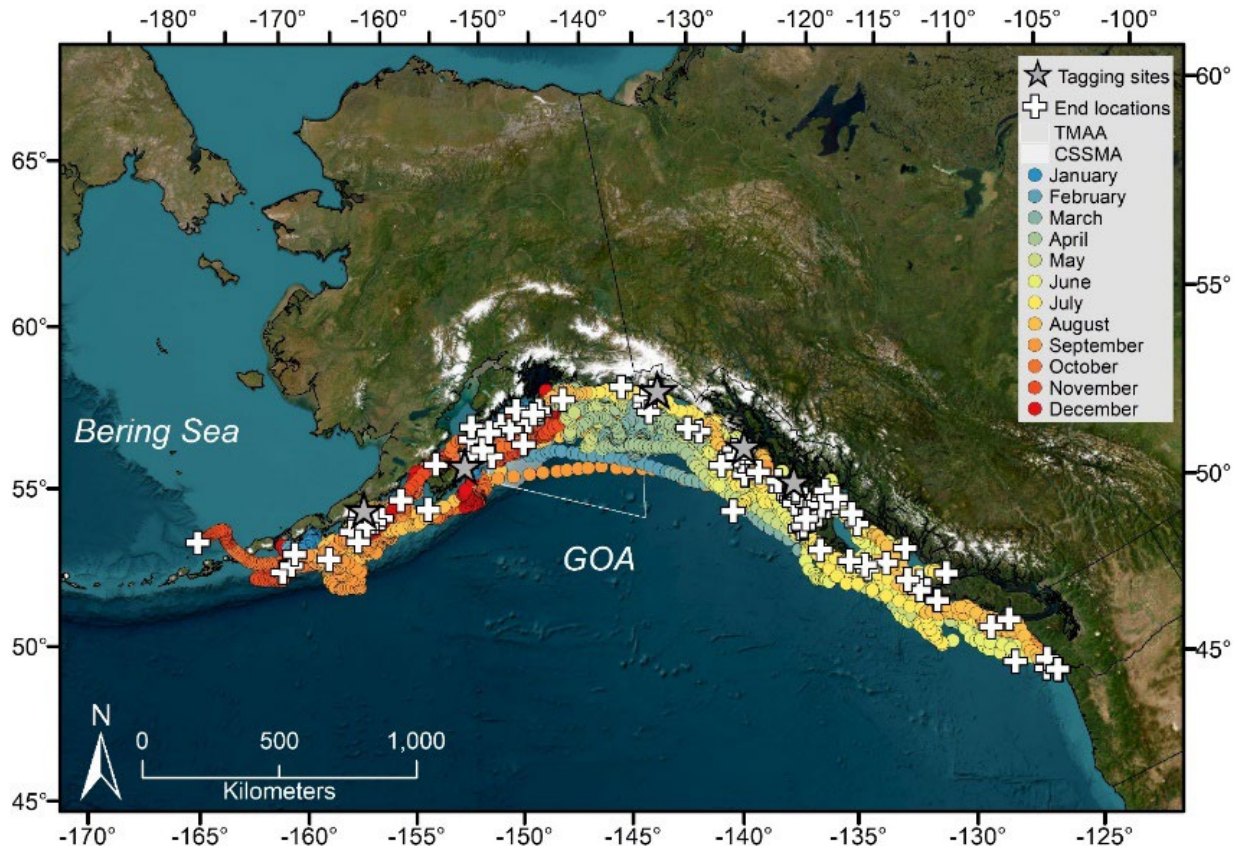 -180° -170° -160° -150° -140° -130° -120° -115° -110° -105° -100°
Tagging sites
60°
End locations
TMAA
65°
CSSMA
January
February
March
April
May
55°
June
July
60°
August
September
October
November
December
Bering Sea
50°
55°
GOA
50°
45°
N
0 500 1,000
Kilometers
45°
-170° -165° -160° -155° -150° -145° -140° -135° -130° -125°